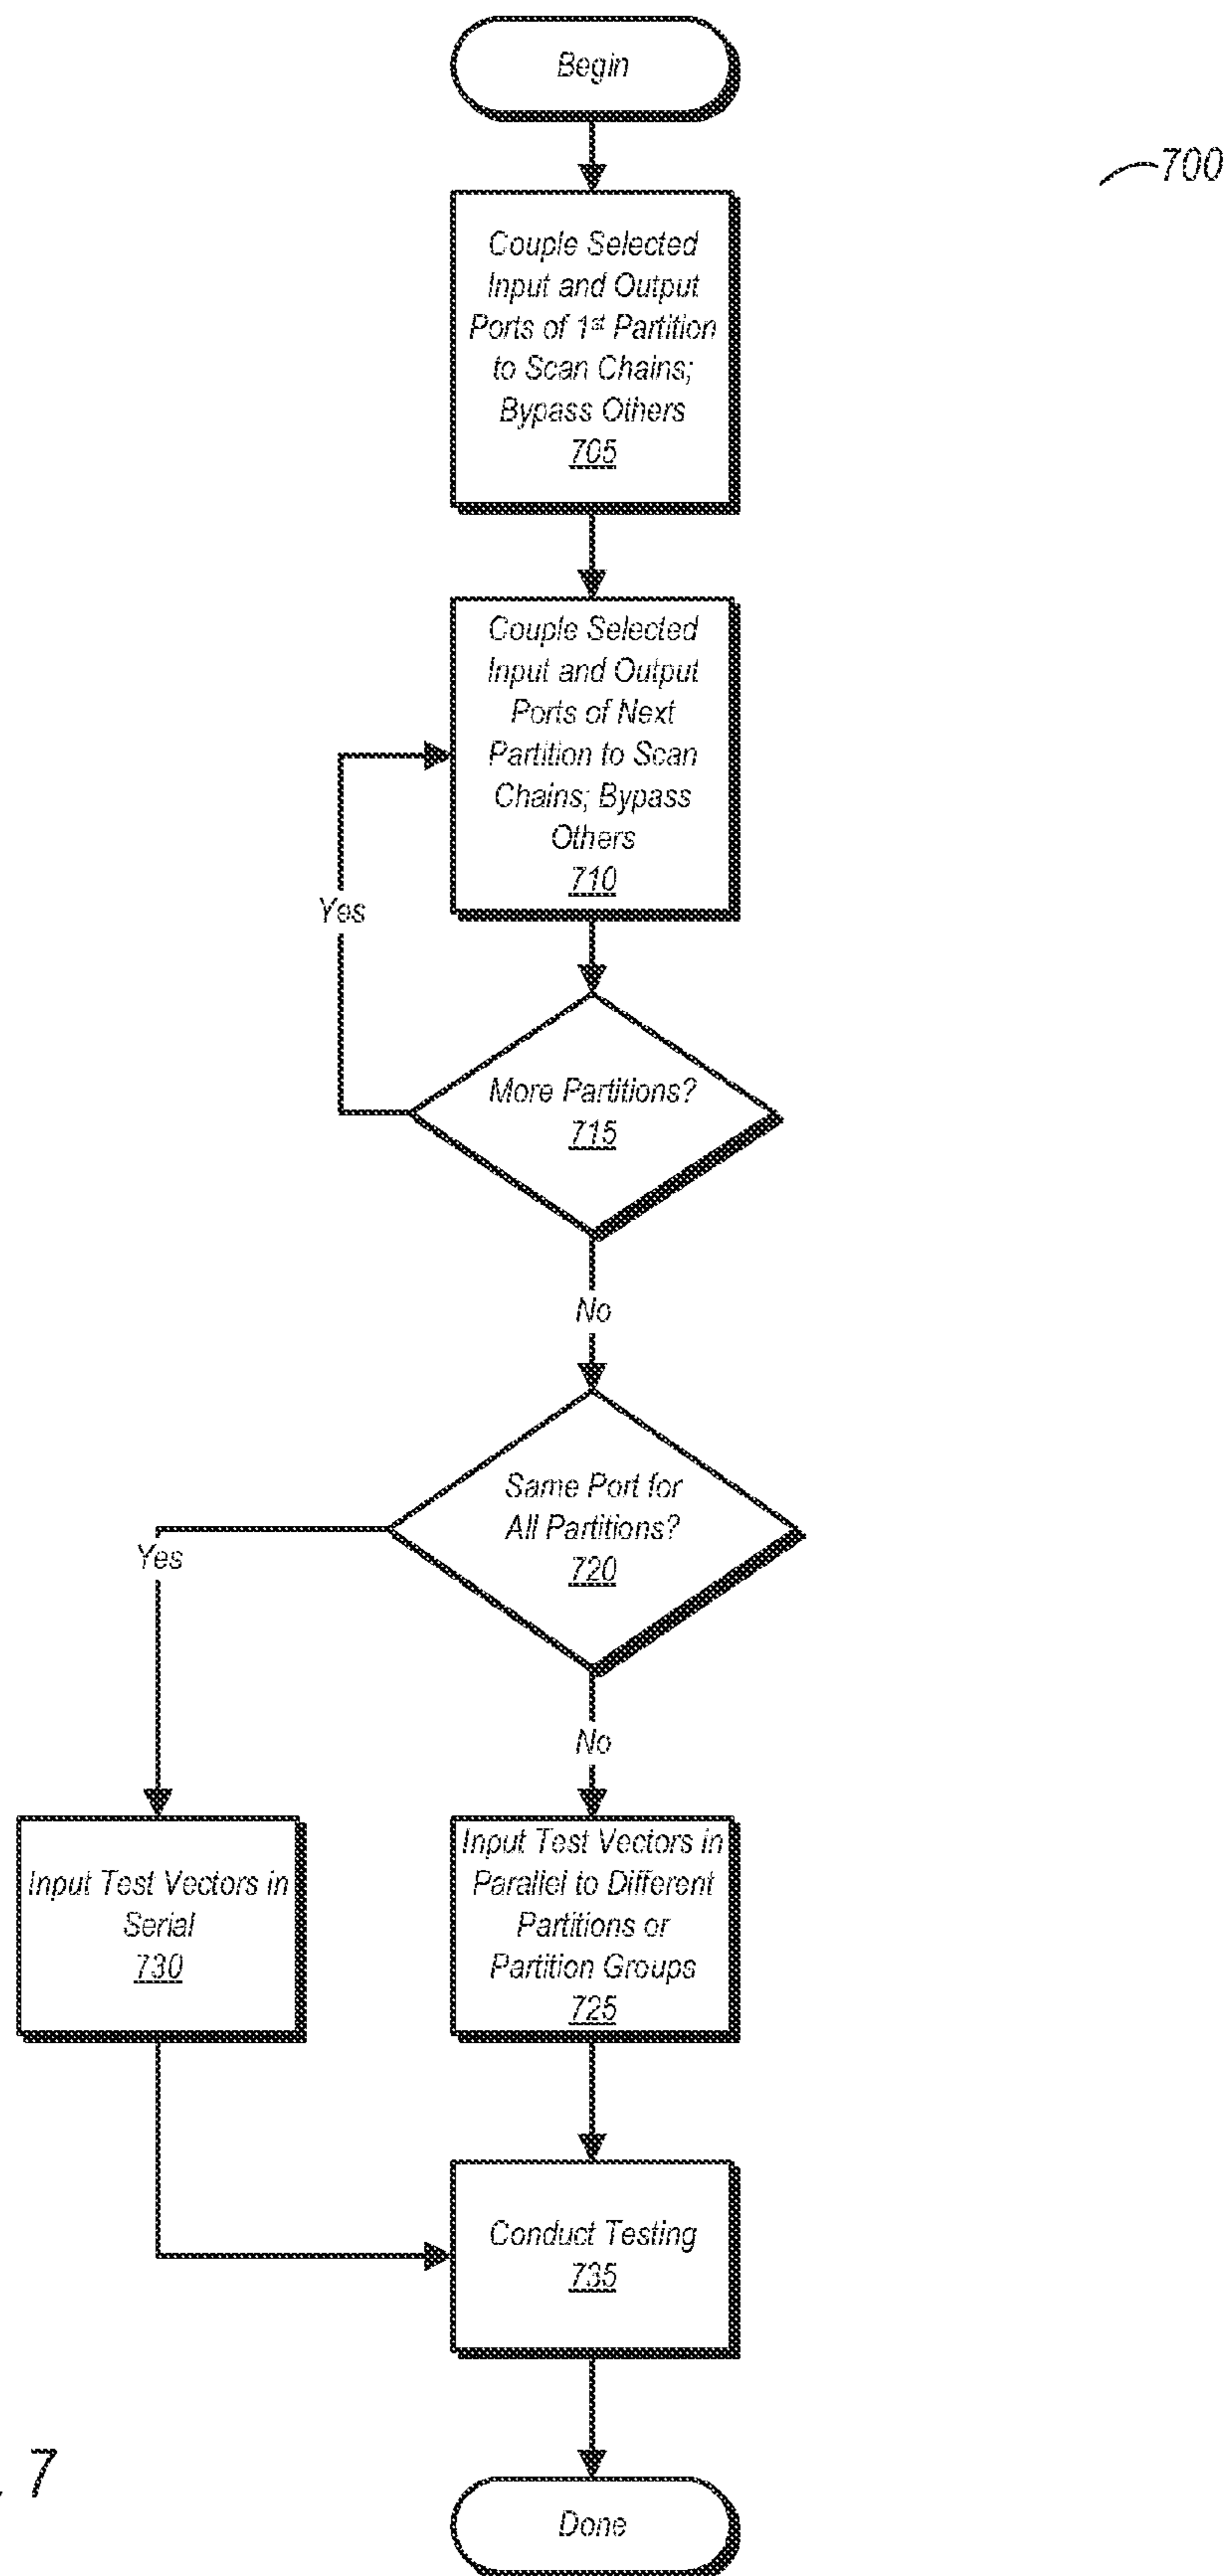 Begin
700
Couple Selected
Input and Output
Ports of 1st Partition
to Scan Chains;
Bypass Others
705
Couple Selected
Input and Output
Ports of Next
Partition to Scan
Chains; Bypass
Others
710
Yes
More Partitions?
715
No
Same Port for
All Partitions?
720
Yes
No
Input Test Vectors in
Serial
730
Input Test Vectors in
Parallel to Different
Partitions or
Partition Groups
725
Conduct Testing
735
7
Done